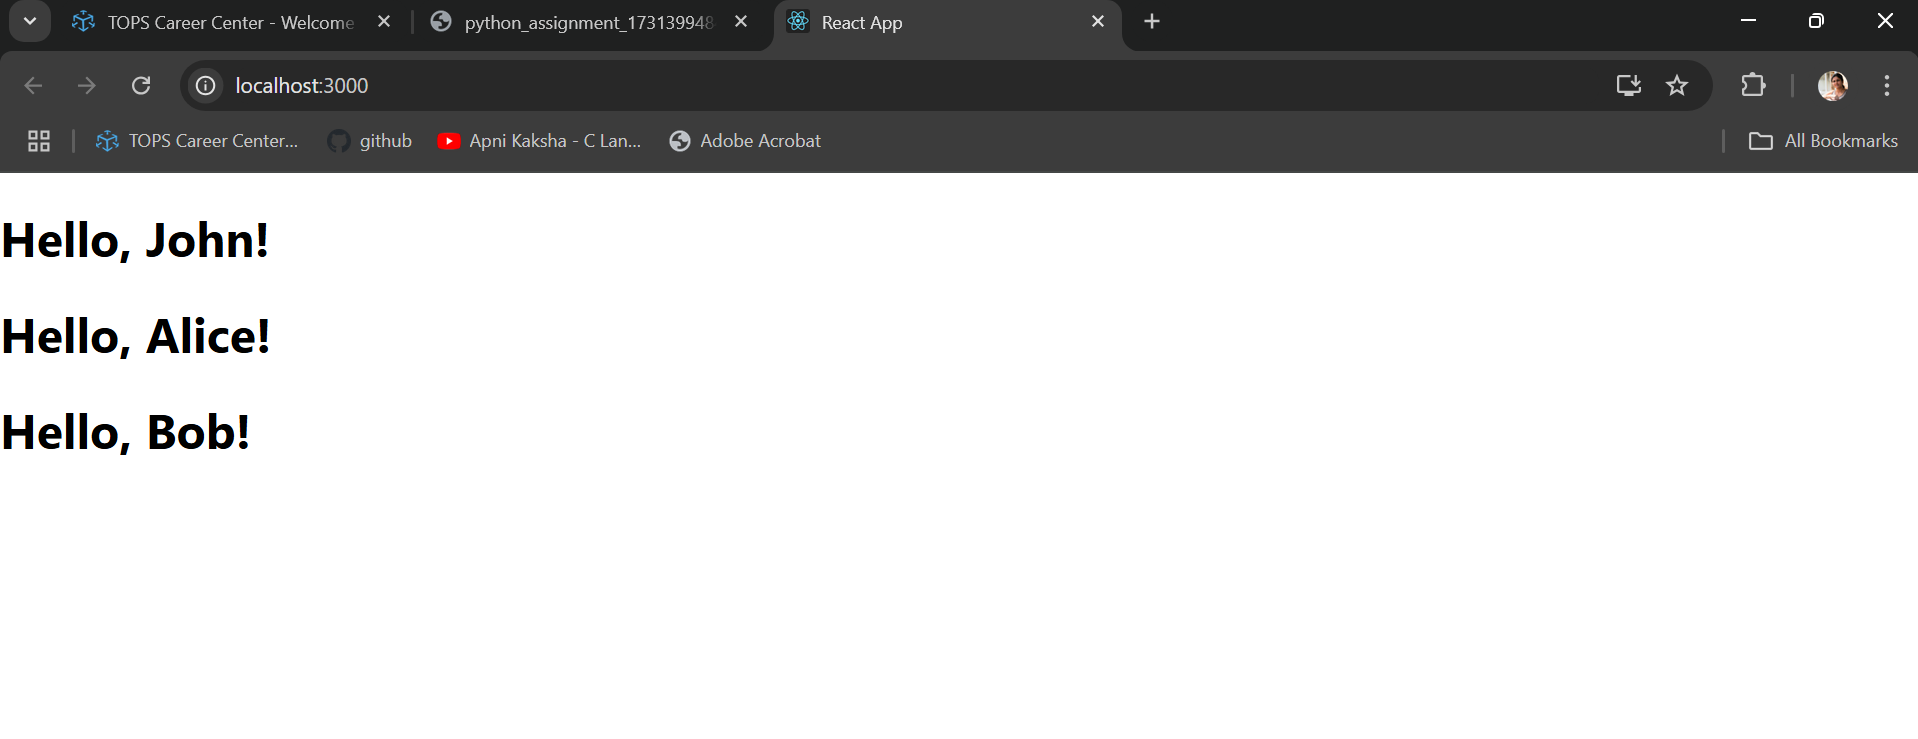 TOPS Career Center - Welcome
python_assignment_173139948
React App
localhost:3000
TOPS Career Center...
github
Apni Kaksha - C Lan...
Adobe Acrobat
All Bookmarks
Hello, John!
Hello, Alice!
Hello, Bob!